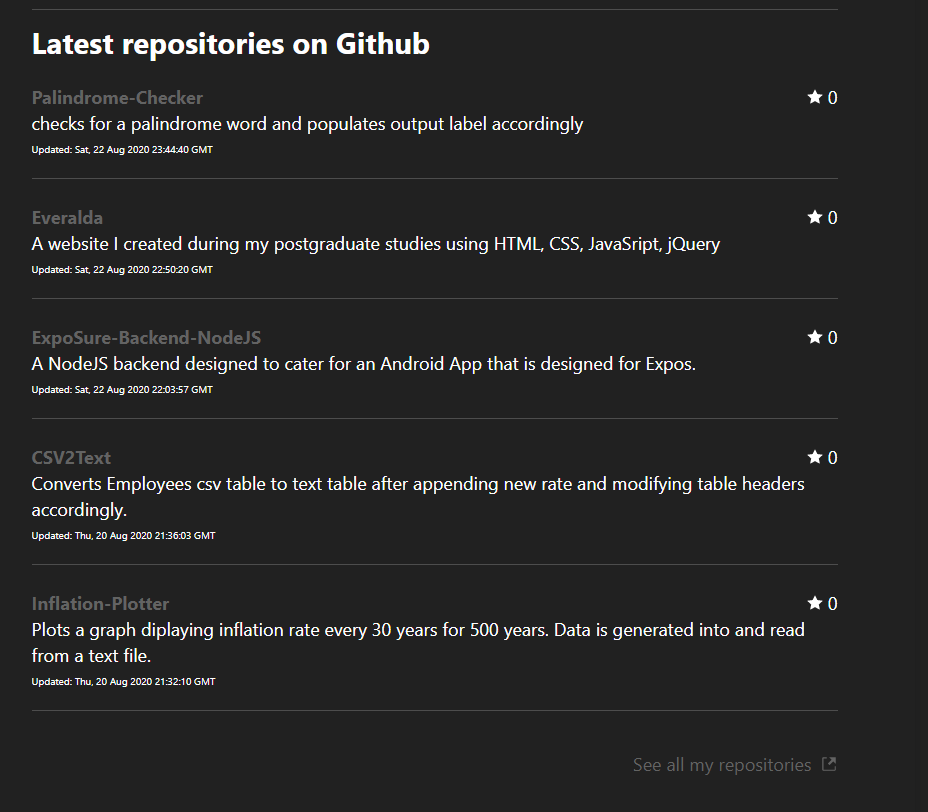 Latest repositories on Github
Palindrome-Checker ★ 0
checks for a palindrome word and populates output label accordingly
Updated: Sat, 22 Aug 2020 23:44:40 GMT
Everalda ★ 0
A website I created during my postgraduate studies using HTML, CSS, JavaSript, jQuery
Updated: Sat, 22 Aug 2020 22:50:20 GMT
ExpoSure-Backend-NodeJS ★ 0
A NodeJS backend designed to cater for an Android App that is designed for Expos.
Updated: Sat, 22 Aug 2020 22:03:57 GMT
CSV2Text ★ 0
Converts Employees csv table to text table after appending new rate and modifying table headers
accordingly.
Updated: Thu, 20 Aug 2020 21:36:03 GMT
Inflation-Plotter ★ 0
Plots a graph diplaying inflation rate every 30 years for 500 years. Data is generated into and read
from a text file.
Updated: Thu, 20 Aug 2020 21:32:10 GMT
See all my repositories